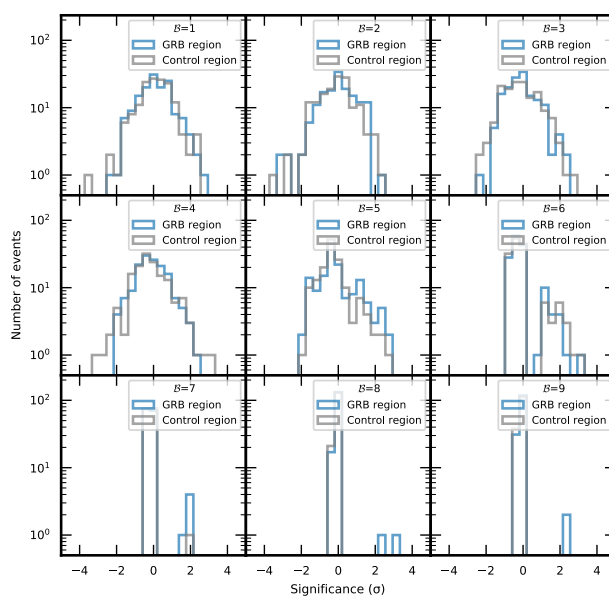 ℬ=1
GRB region
Control region
ℬ=2
GRB region
Control region
ℬ=3
GRB region
Control region
10²
10¹
10⁰
ℬ=4
GRB region
Control region
ℬ=5
GRB region
Control region
ℬ=6
GRB region
Control region
10²
10¹
10⁰
Number of events
ℬ=7
GRB region
Control region
ℬ=8
GRB region
Control region
ℬ=9
GRB region
Control region
10²
10¹
10⁰
−4 −2 0 2 4 −4 −2 0 2 4 −4 −2 0 2 4
Significance (σ)